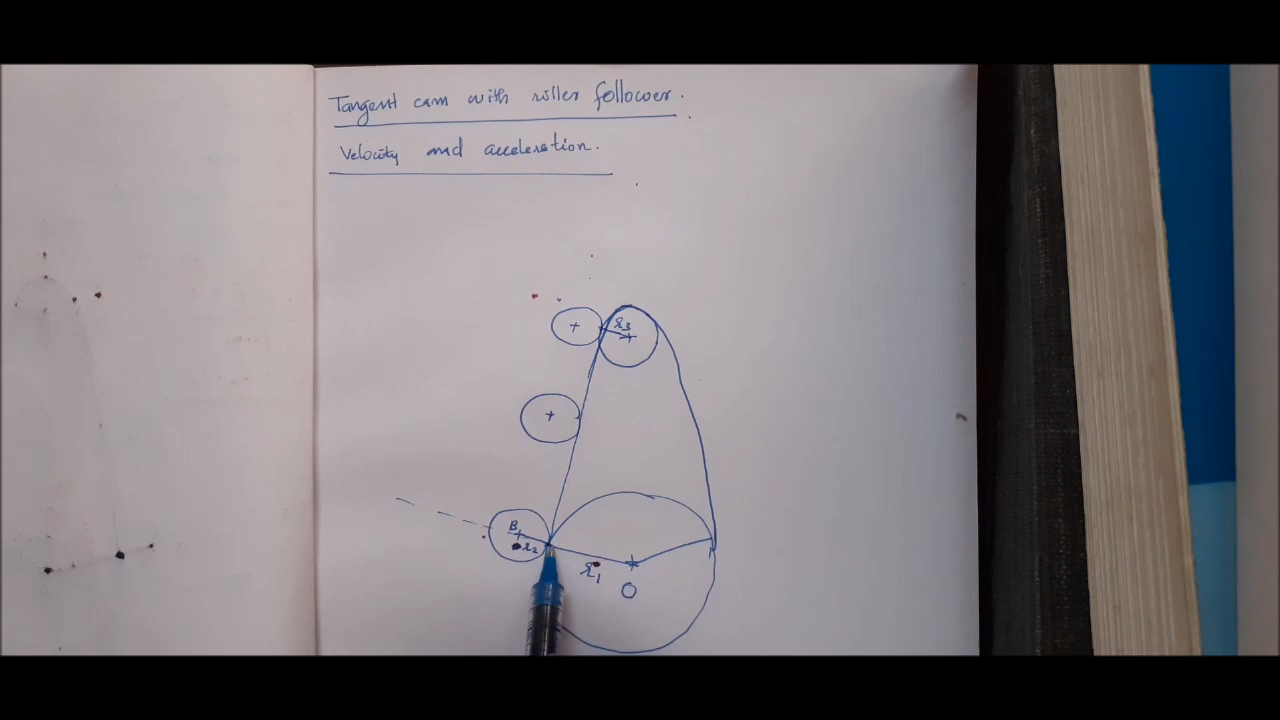 Tangent cam with roller follower.
Velocity and acceleration.
r3
B
r2
r1
O